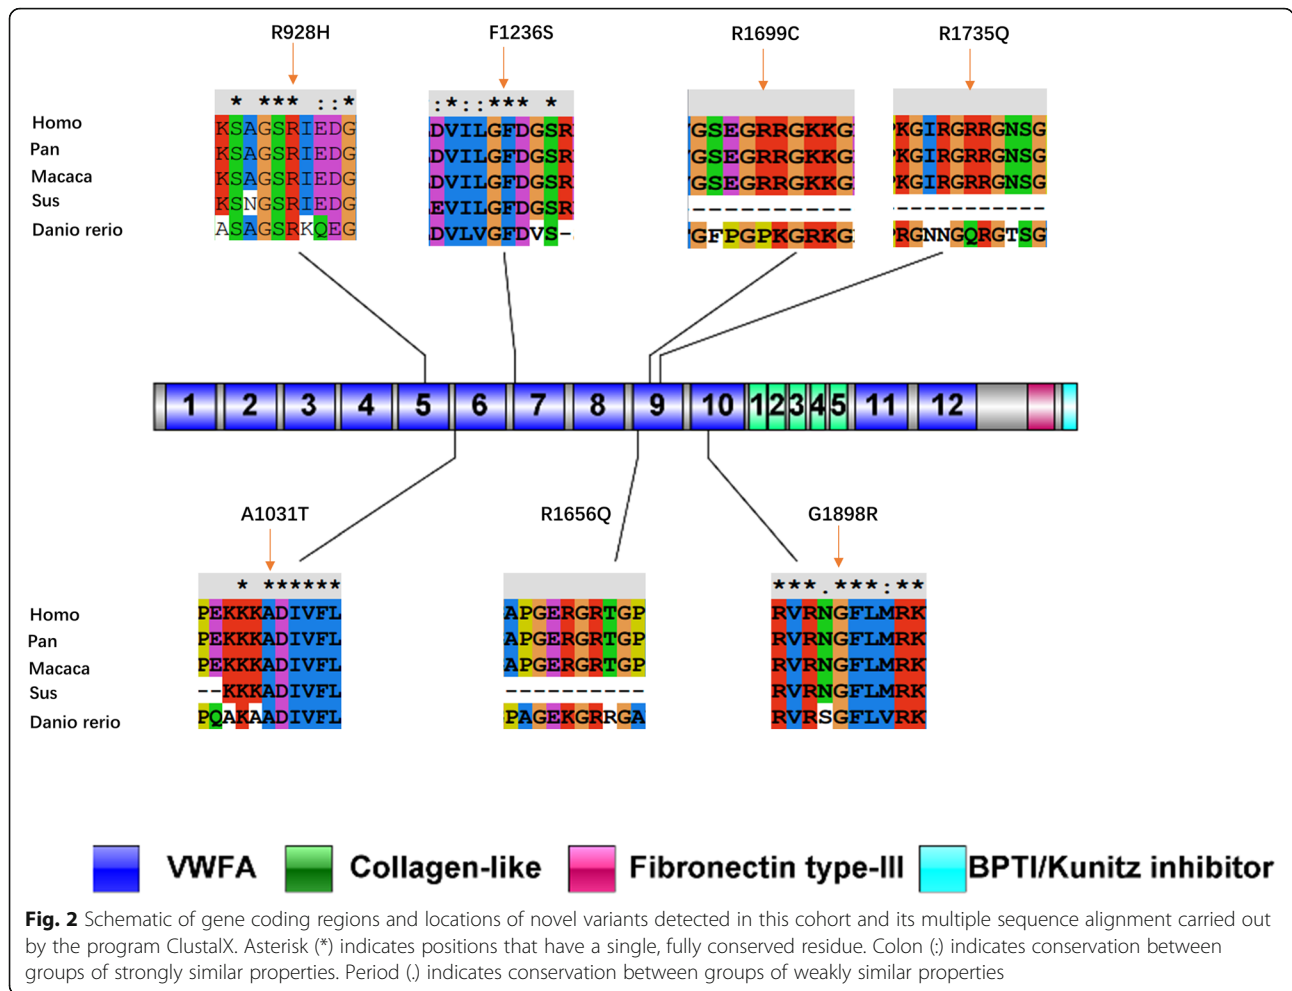 R928H F1236S R1699C R1735Q
* *** ::* :*::*** *
Homo KSAGSRIEDG DVILGFDGSR GSEGRRGKKG KGIRGRRGNSG
Pan KSAGSRIEDG DVILGFDGSR GSEGRRGKKG KGIRGRRGNSG
Macaca KSAGSRIEDG DVILGFDGSR GSEGRRGKKG KGIRGRRGNSG
Sus KSNGSRIEDG EVILGFDGSR ------------ -----------
Danio rerio ASAGSRKQEG DVLVGFDVS- GFPGPKGRKG RGNNGQRGTSG
1 2 3 4 5 6 7 8 9 10 1 2 3 4 5 11 12
A1031T R1656Q G1898R
* ****** ***.***:**
Homo PEKKKADIVFL APGERGRTGP RVRNGFLMRK
Pan PEKKKADIVFL APGERGRTGP RVRNGFLMRK
Macaca PEKKKADIVFL APGERGRTGP RVRNGFLMRK
Sus --KKKADIVFL ---------- RVRNGFLMRK
Danio rerio PQAKAADIVFL PAGEKGRRGA RVRSGFLVRK
VWFA Collagen-like Fibronectin type-III BPTI/Kunitz inhibitor
Fig. 2 Schematic of gene coding regions and locations of novel variants detected in this cohort and its multiple sequence alignment carried out
by the program ClustalX. Asterisk (*) indicates positions that have a single, fully conserved residue. Colon (:) indicates conservation between
groups of strongly similar properties. Period (.) indicates conservation between groups of weakly similar properties